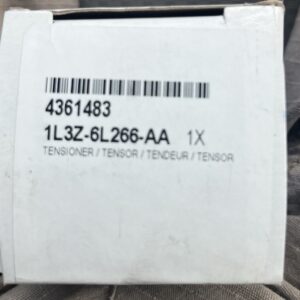 4361483
1L3Z-6L266-AA 1X
TENSIONER / TENSOR / TENDEUR / TENSOR